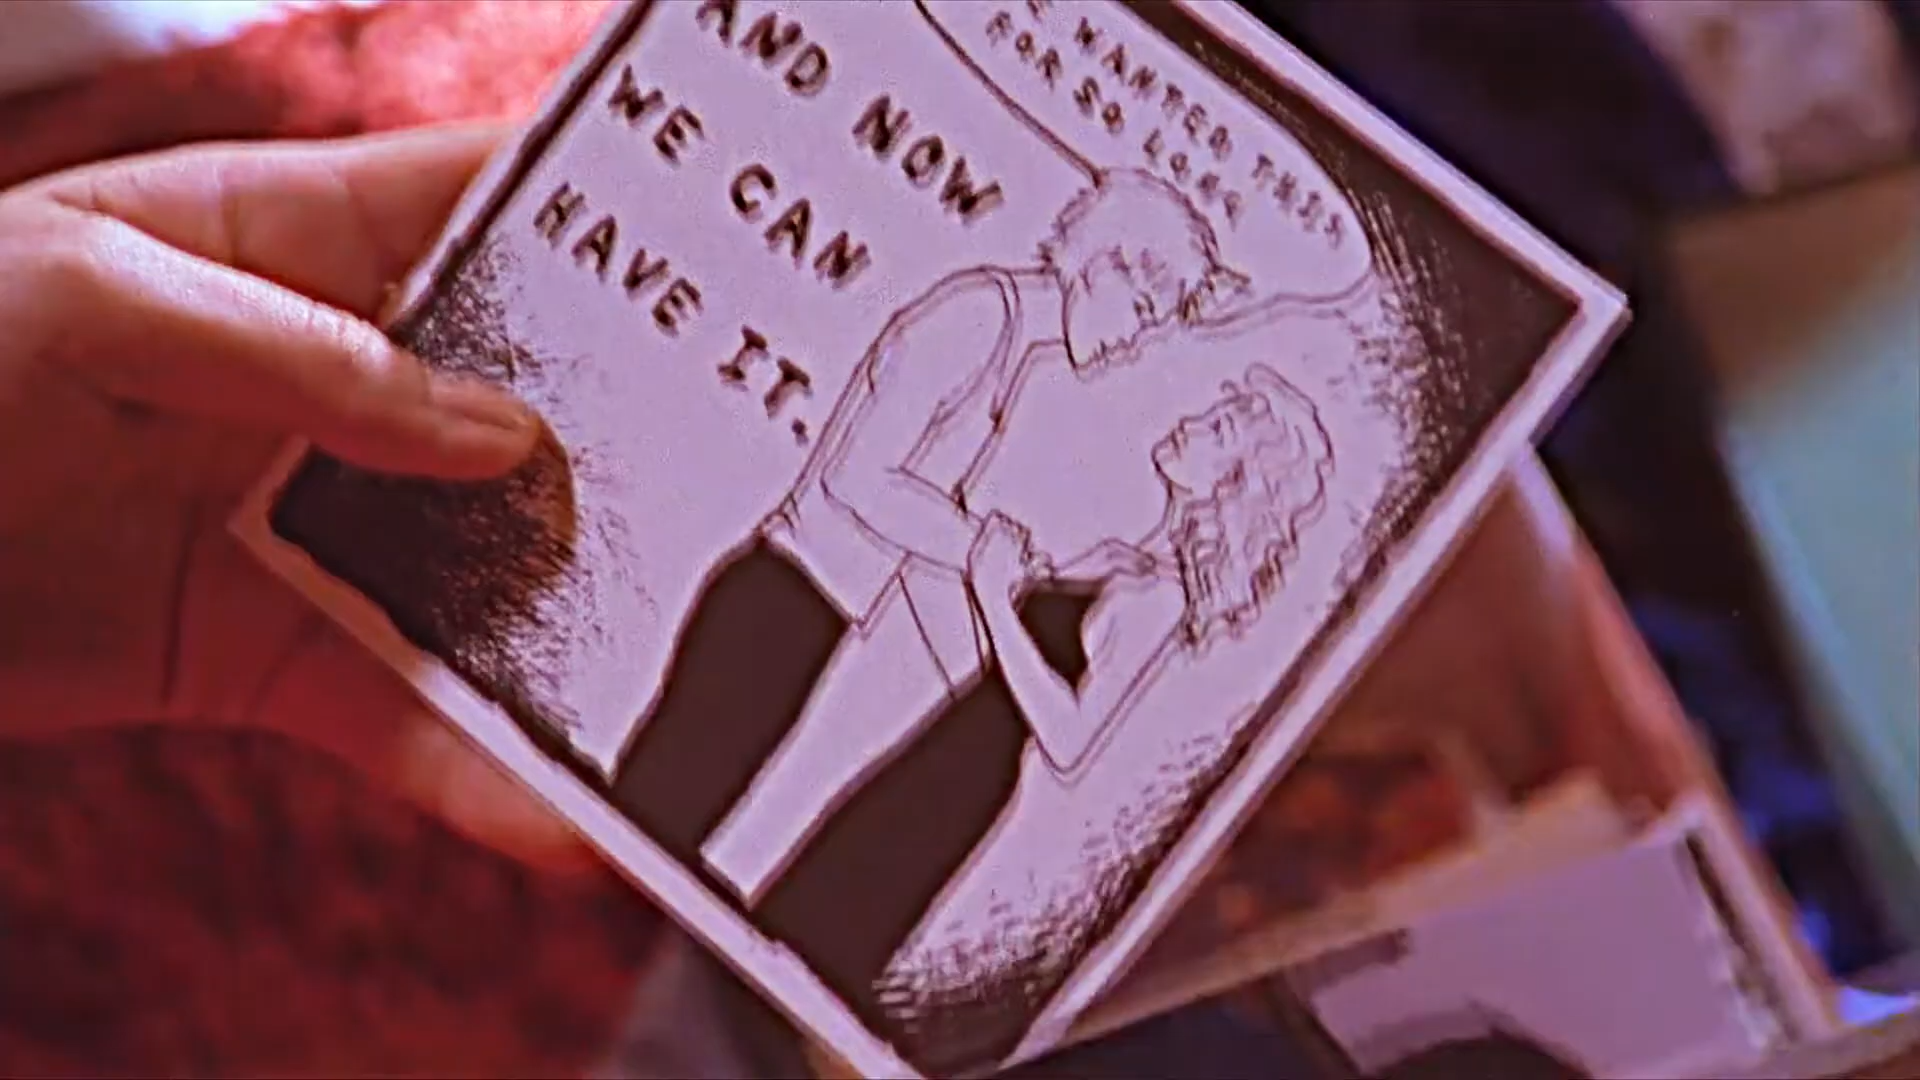 AND NOW
WE CAN
HAVE IT.
WANTED THIS
FOR SO LONG